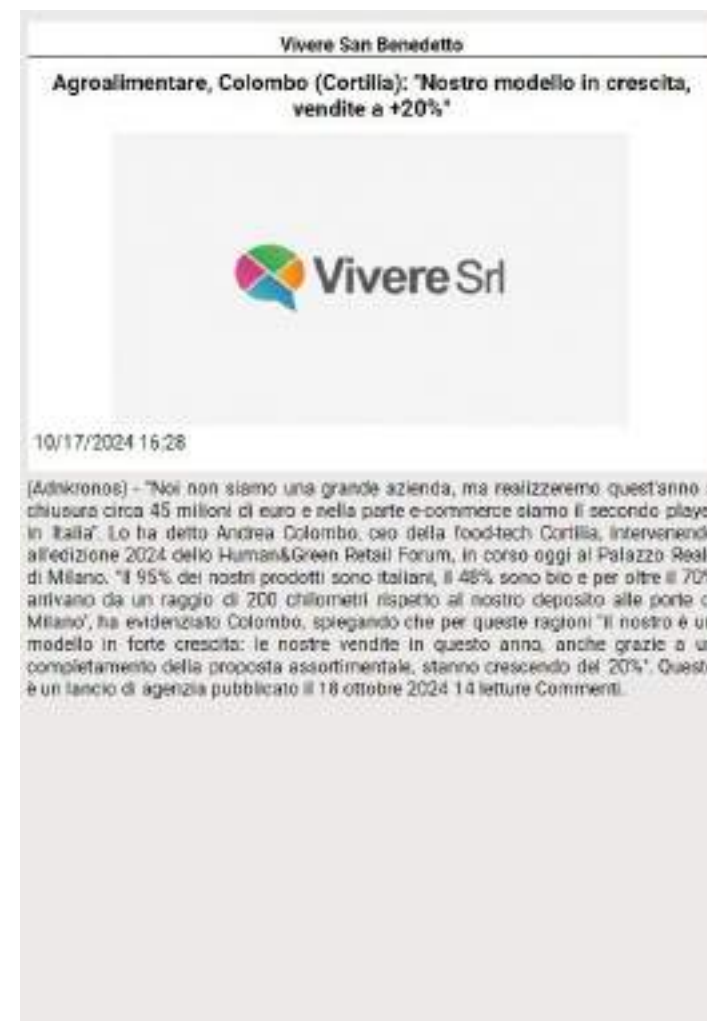 Vivere San Benedetto
Agroalimentare, Colombo (Cortilia): "Nostro modello in crescita,
vendite a +20%"
Vivere Srl
10/17/2024 16:28
(Adnkronos) - "Noi non siamo una grande azienda, ma realizzeremo quest'anno
chiusura circa 45 milioni di euro e nella parte e-commerce siamo il secondo playe
in Italia". Lo ha detto Andrea Colombo, ceo della food-tech Cortilia, intervenend
all'edizione 2024 dello Human&Green Retail Forum, in corso oggi al Palazzo Real
di Milano. "Il 95% dei nostri prodotti sono italiani, il 48% sono bio e per oltre il 70%
arrivano da un raggio di 200 chilometri rispetto al nostro deposito alle porte d
Milano", ha evidenziato Colombo, spiegando che per queste ragioni "il nostro è un
modello in forte crescita: le nostre vendite in questo anno, anche grazie a un
completamento della proposta assortimentale, stanno crescendo del 20%". Questo
è un lancio di agenzia pubblicato il 18 ottobre 2024 14 letture Commenti.